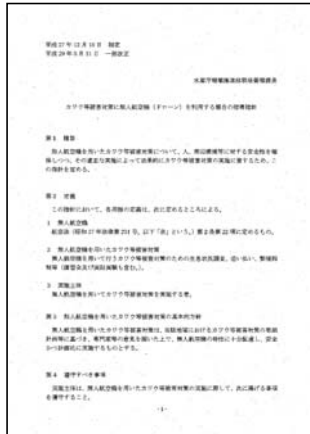 平成27年12月18日 制定
平成29年3月31日 一部改正
水産庁増殖推進部漁場資源課長
カワウ等被害対策に無人航空機（ドローン）を利用する場合の指導指針
第1 趣旨
無人航空機を用いたカワウ等被害対策について、人、周辺環境等に対する安全性を確
保しつつ、その適正な実施によって効果的にカワウ等被害対策の実施に資するため、こ
の指針を定める。
第2 定義
この指針において、各用語の定義は、次に定めるところによる。
1 無人航空機
航空法（昭和27年法律第231号。以下「法」という。）第2条第22項に定めるもの。
2 無人航空機を用いたカワウ等被害対策
無人航空機を用いて行うカワウ等被害対策のための生息状況調査、追い払い、繁殖抑
制等（講習会及び実証試験も含む。）。
3 実施主体
無人航空機を用いてカワウ等被害対策を実施する者。
第3 無人航空機を用いたカワウ等被害対策の基本的方針
無人航空機を用いたカワウ等被害対策は、当該地域におけるカワウ等被害対策の取組
計画等に基づき、専門家等の意見を聞いた上で、無人航空機の特性に十分配慮し、安全
かつ計画的に実施するものとする。
第4 遵守すべき事項
実施主体は、無人航空機を用いたカワウ等被害対策の実施に際して、次に掲げる事項
を遵守すること。
-1-